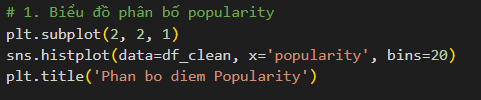 # 1. Biểu đồ phân bố popularity
plt.subplot(2, 2, 1)
sns.histplot(data=df_clean, x='popularity', bins=20)
plt.title('Phan bo diem Popularity')